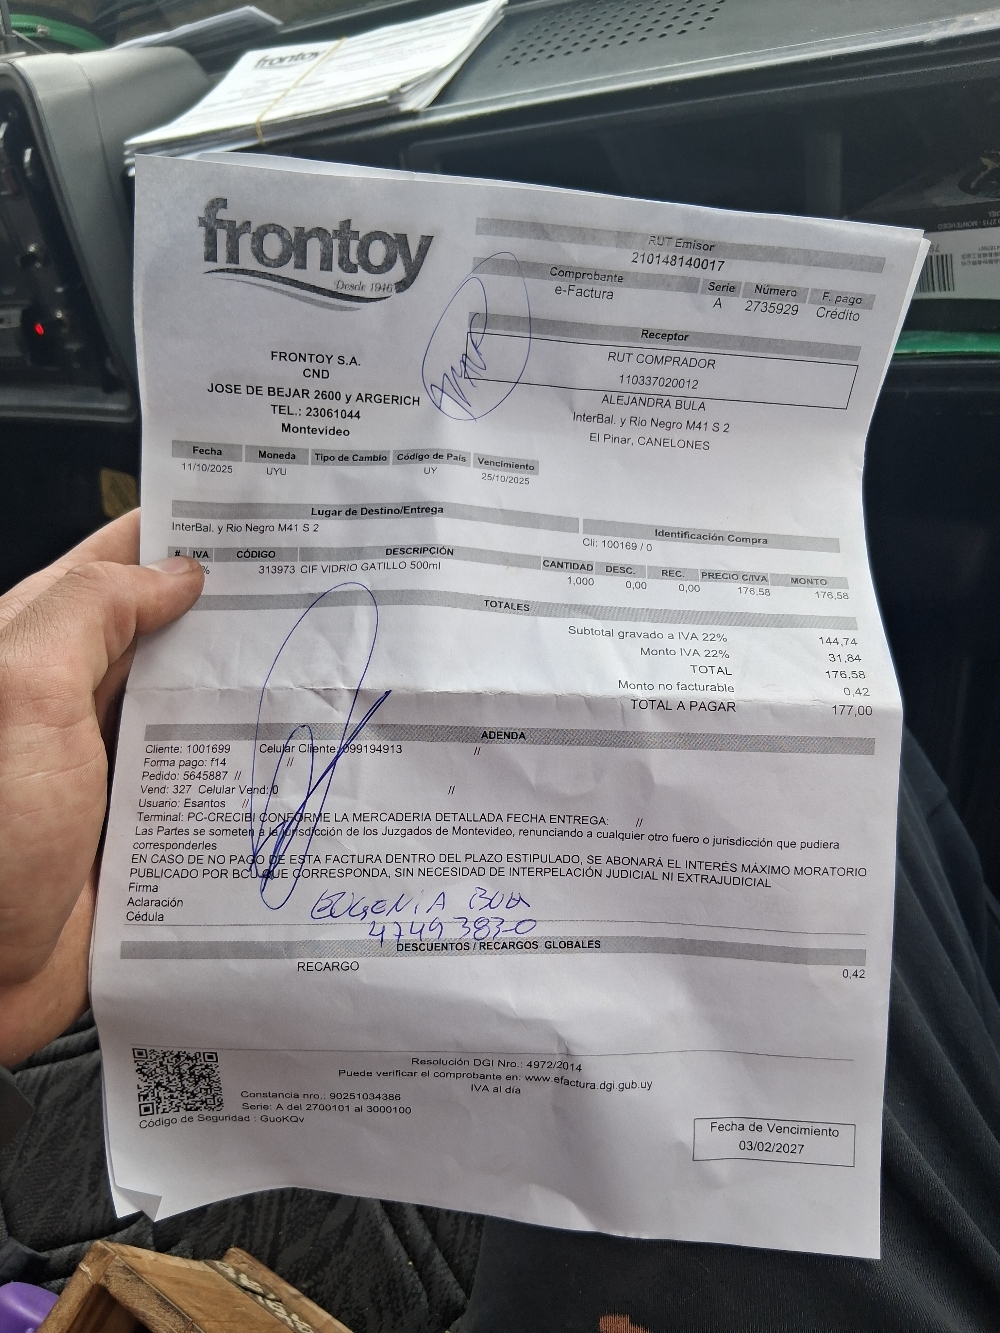 frontoy
frontoy
Desde 1946
RUT Emisor
210148140017
Comprobante Serie Número F. pago
e-Factura A 2735929 Crédito
Receptor
RUT COMPRADOR
110337020012
ALEJANDRA BULA
InterBal. y Rio Negro M41 S 2
El Pinar, CANELONES
FRONTOY S.A.
CND
JOSE DE BEJAR 2600 y ARGERICH
TEL.: 23061044
Montevideo
Fecha Moneda Tipo de Cambio Código de País Vencimiento
11/10/2025 UYU UY 25/10/2025
Lugar de Destino/Entrega
InterBal. y Rio Negro M41 S 2
Identificación Compra
Cli: 100169 / 0
# IVA CÓDIGO DESCRIPCIÓN CANTIDAD DESC. REC. PRECIO C/IVA MONTO
% 313973 CIF VIDRIO GATILLO 500ml 1,000 0,00 0,00 176,58 176,58
TOTALES
Subtotal gravado a IVA 22% 144,74
Monto IVA 22% 31,84
TOTAL 176,58
Monto no facturable 0,42
TOTAL A PAGAR 177,00
ADENDA
Cliente: 1001699 Celular Cliente: 099194913 //
Forma pago: f14 //
Pedido: 5645887 //
Vend: 327 Celular Vend: 0 //
Usuario: Esantos //
Terminal: PC-CRECIBI CONFORME LA MERCADERIA DETALLADA FECHA ENTREGA: //
Las Partes se someten a la jurisdicción de los Juzgados de Montevideo, renunciando a cualquier otro fuero o jurisdicción que pudiera
corresponderles
EN CASO DE NO PAGO DE ESTA FACTURA DENTRO DEL PLAZO ESTIPULADO, SE ABONARÁ EL INTERÉS MÁXIMO MORATORIO
PUBLICADO POR BCU QUE CORRESPONDA, SIN NECESIDAD DE INTERPELACIÓN JUDICIAL NI EXTRAJUDICIAL
Firma
Aclaración EUGENIA BULA
Cédula 4749383-0
DESCUENTOS / RECARGOS GLOBALES
RECARGO 0,42
Resolución DGI Nro.: 4972/2014
Puede verificar el comprobante en: www.efactura.dgi.gub.uy
IVA al día
Constancia nro.: 90251034386
Serie: A del 2700101 al 3000100
Código de Seguridad : GuoKQv
Fecha de Vencimiento
03/02/2027